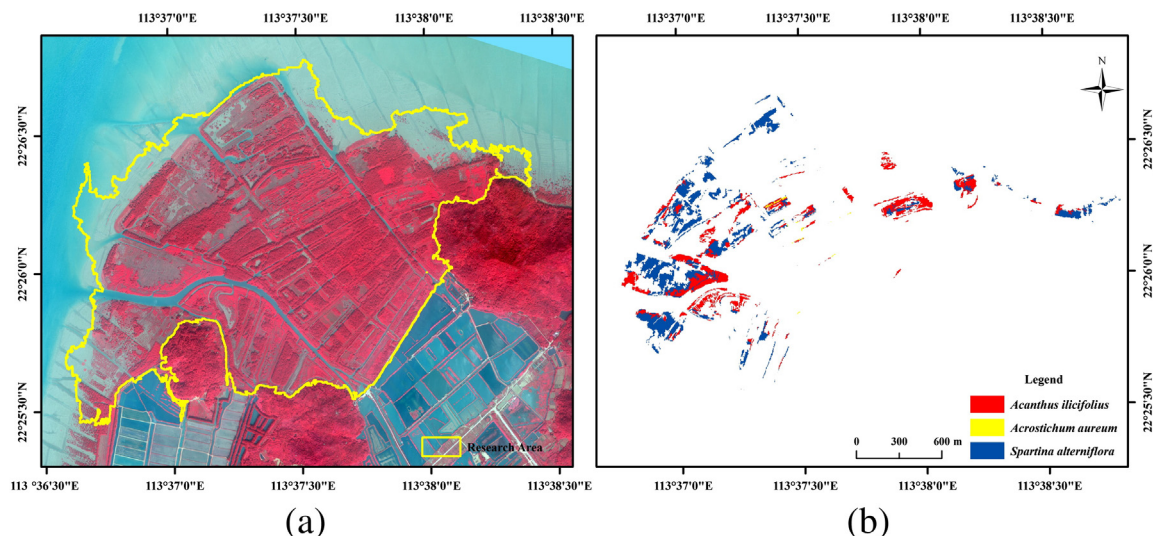 113°37'0"E 113°37'30"E 113°38'0"E 113°38'30"E
22°26'30"N
22°26'0"N
22°25'30"N
Research Area
113 °36'30"E 113°37'0"E 113°37'30"E 113°38'0"E 113°38'30"E
(a)
113°37'0"E 113°37'30"E 113°38'0"E 113°38'30"E
N
22°26'30"N
22°26'0"N
22°25'30"N
Legend
Acanthus ilicifolius
Acrostichum aureum
Spartina alterniflora
0 300 600 m
113°37'0"E 113°37'30"E 113°38'0"E 113°38'30"E
(b)